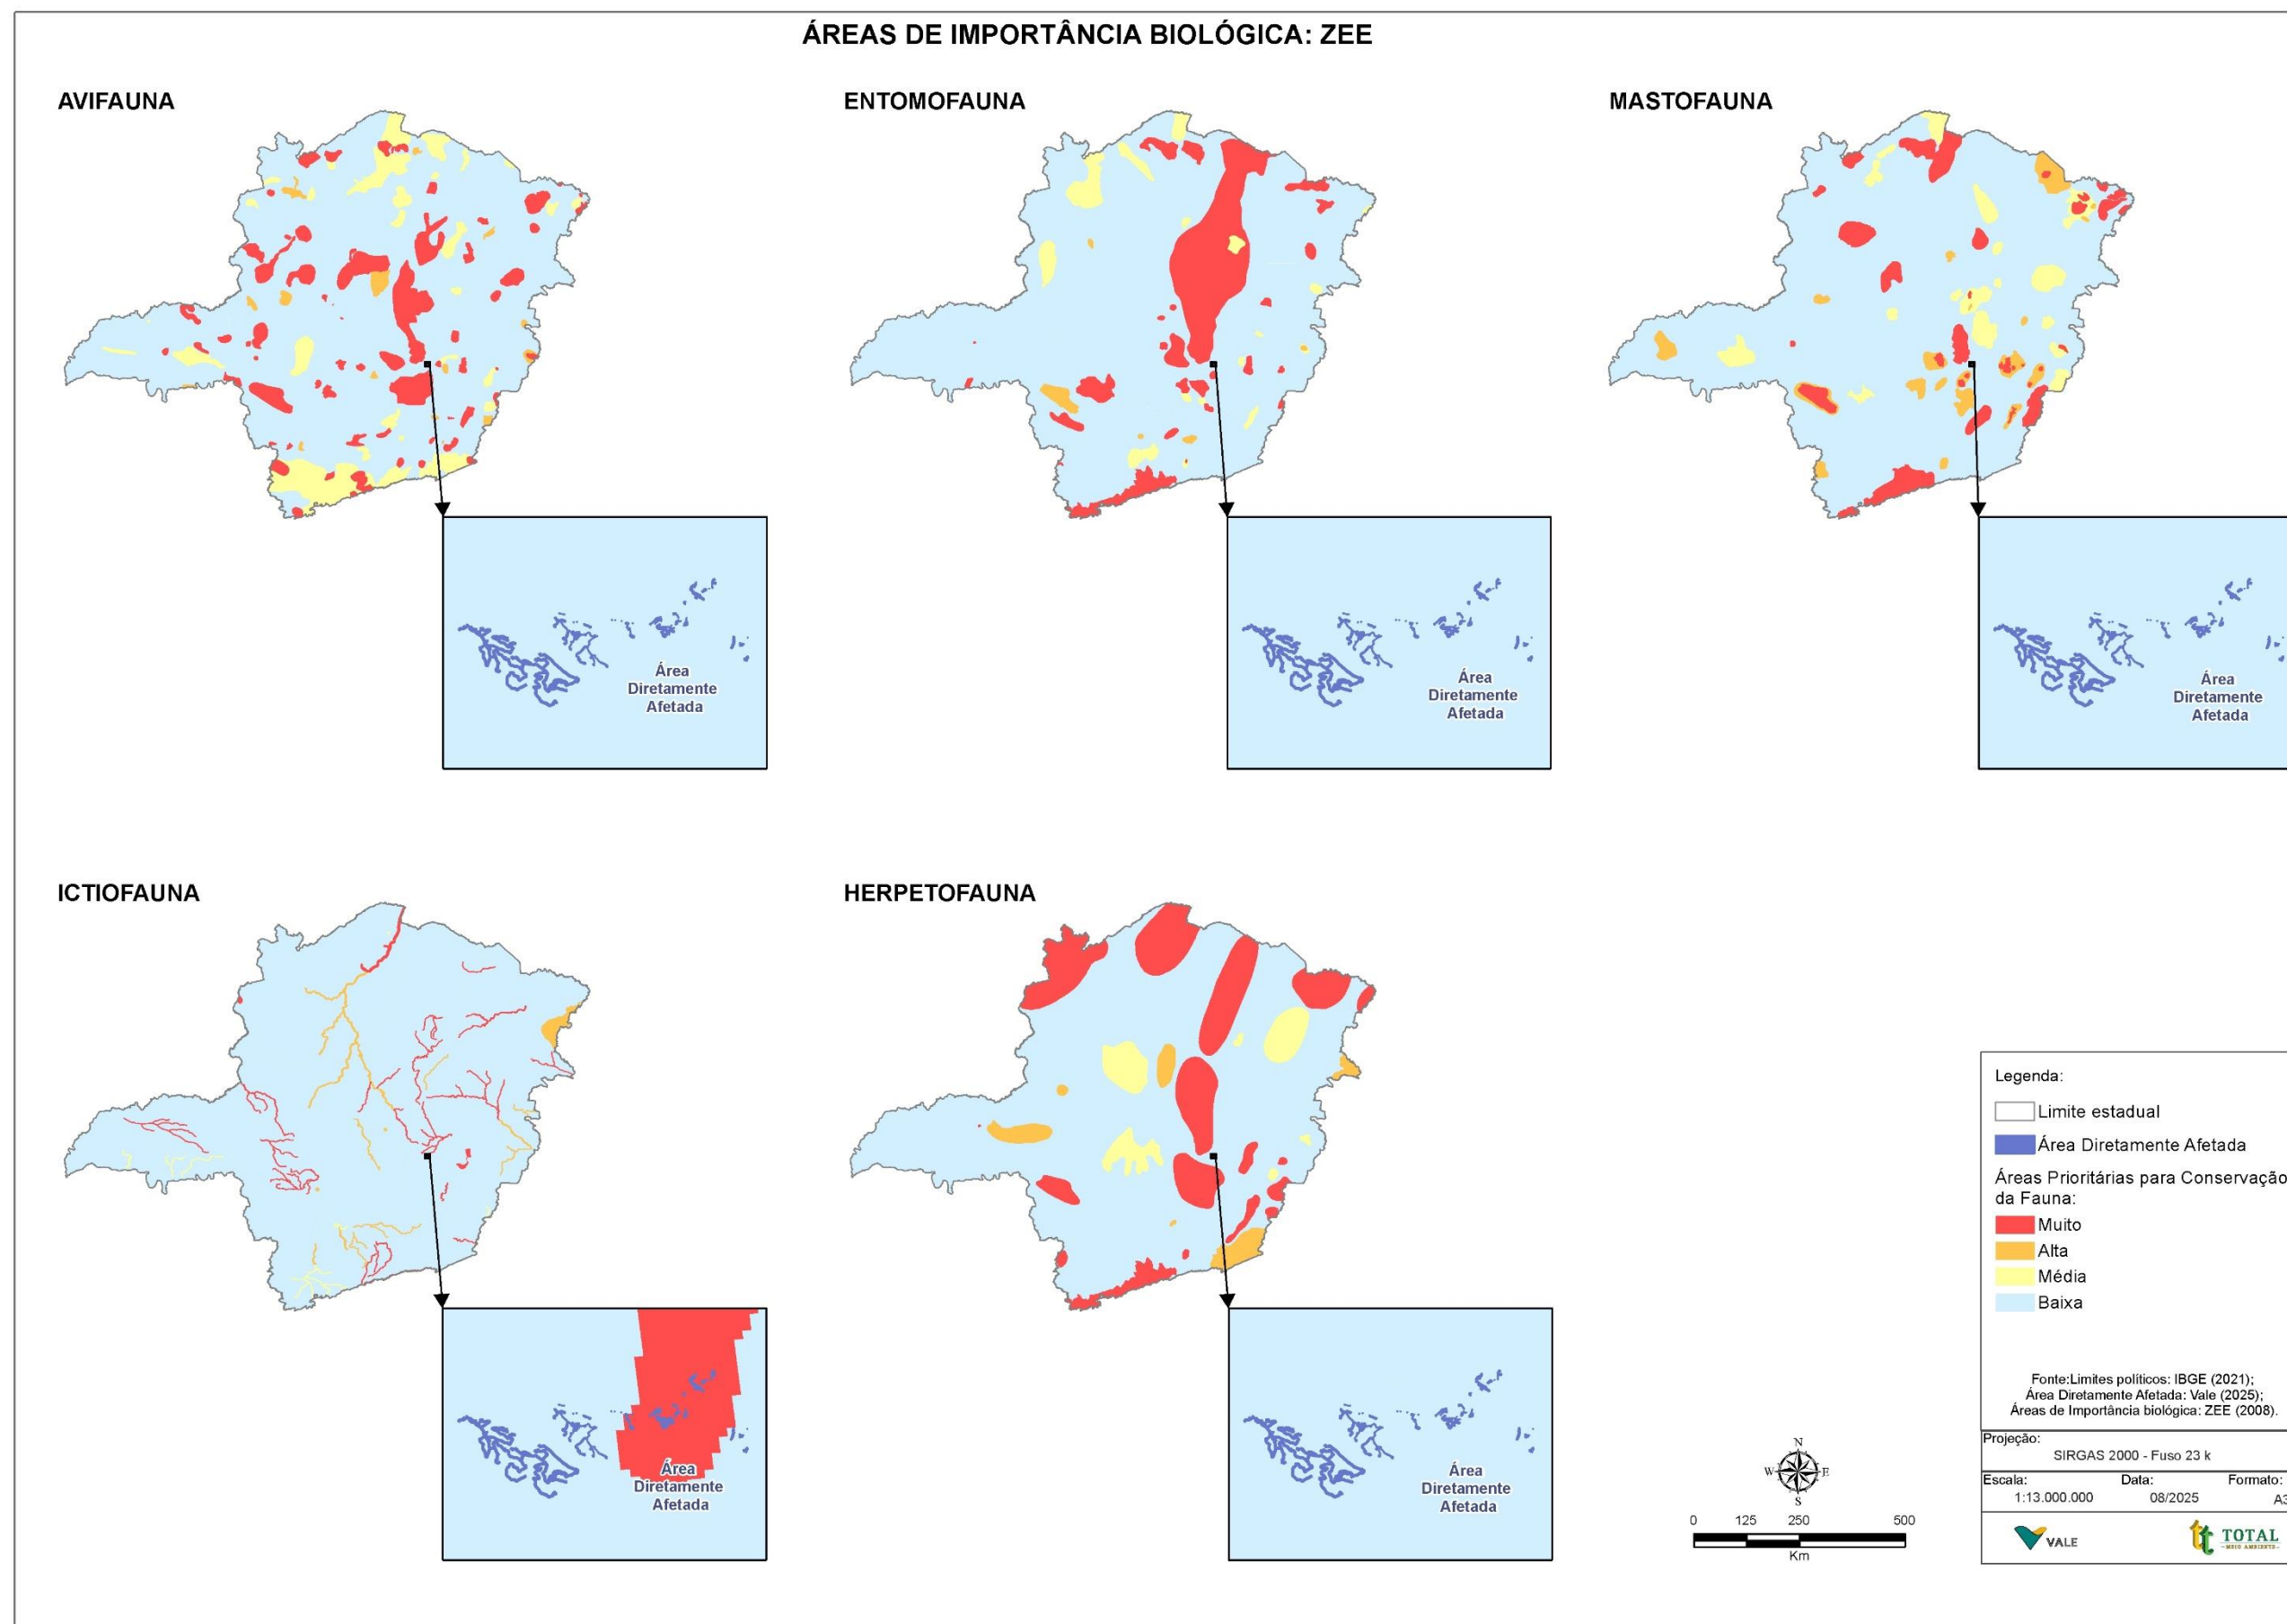 ÁREAS DE IMPORTÂNCIA BIOLÓGICA: ZEE
AVIFAUNA
ENTOMOFAUNA
MASTOFAUNA
Área
Diretamente
Afetada
Área
Diretamente
Afetada
Área
Diretamente
Afetada
ICTIOFAUNA
HERPETOFAUNA
Área
Diretamente
Afetada
Área
Diretamente
Afetada
Legenda:
Limite estadual
Área Diretamente Afetada
Áreas Prioritárias para Conservação
da Fauna:
Muito
Alta
Média
Baixa
Fonte:Limites políticos: IBGE (2021);
Área Diretamente Afetada: Vale (2025);
Áreas de Importância biológica: ZEE (2008).
Projeção:
SIRGAS 2000 - Fuso 23 k
Escala: Data: Formato:
1:13.000.000 08/2025 A3
N
W E
S
0 125 250 500
Km
VALE
TOTAL
-MEIO AMBIENTE-